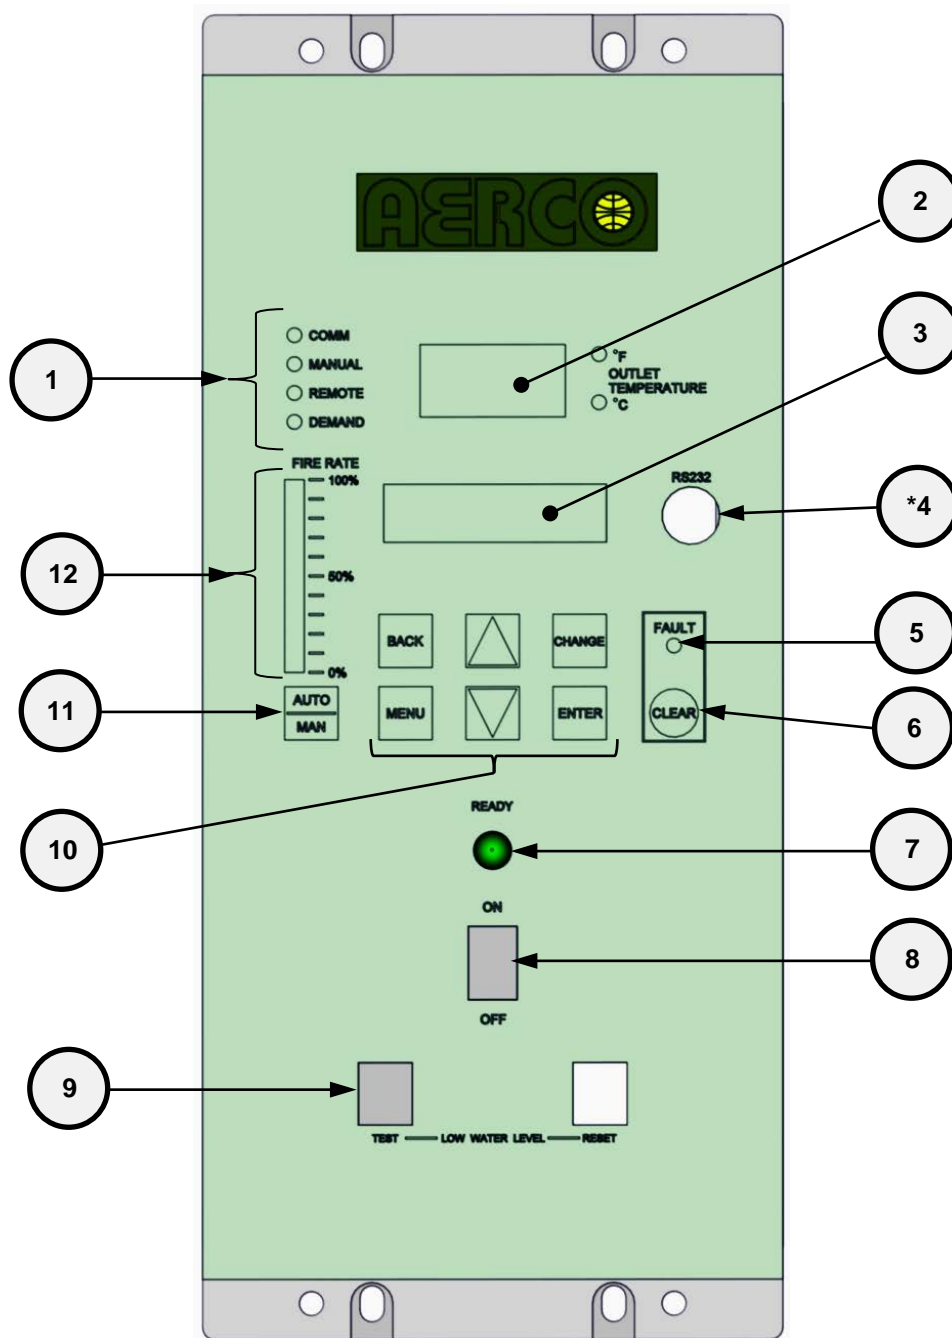 AERCO
2
3
1
COMM
MANUAL
REMOTE
DEMAND
°F
OUTLET
TEMPERATURE
°C
FIRE RATE
100%
50%
0%
RS232
*4
12
BACK
CHANGE
FAULT
5
11
AUTO
MAN
MENU
ENTER
CLEAR
6
10
READY
7
ON
8
OFF
9
TEST LOW WATER LEVEL RESET